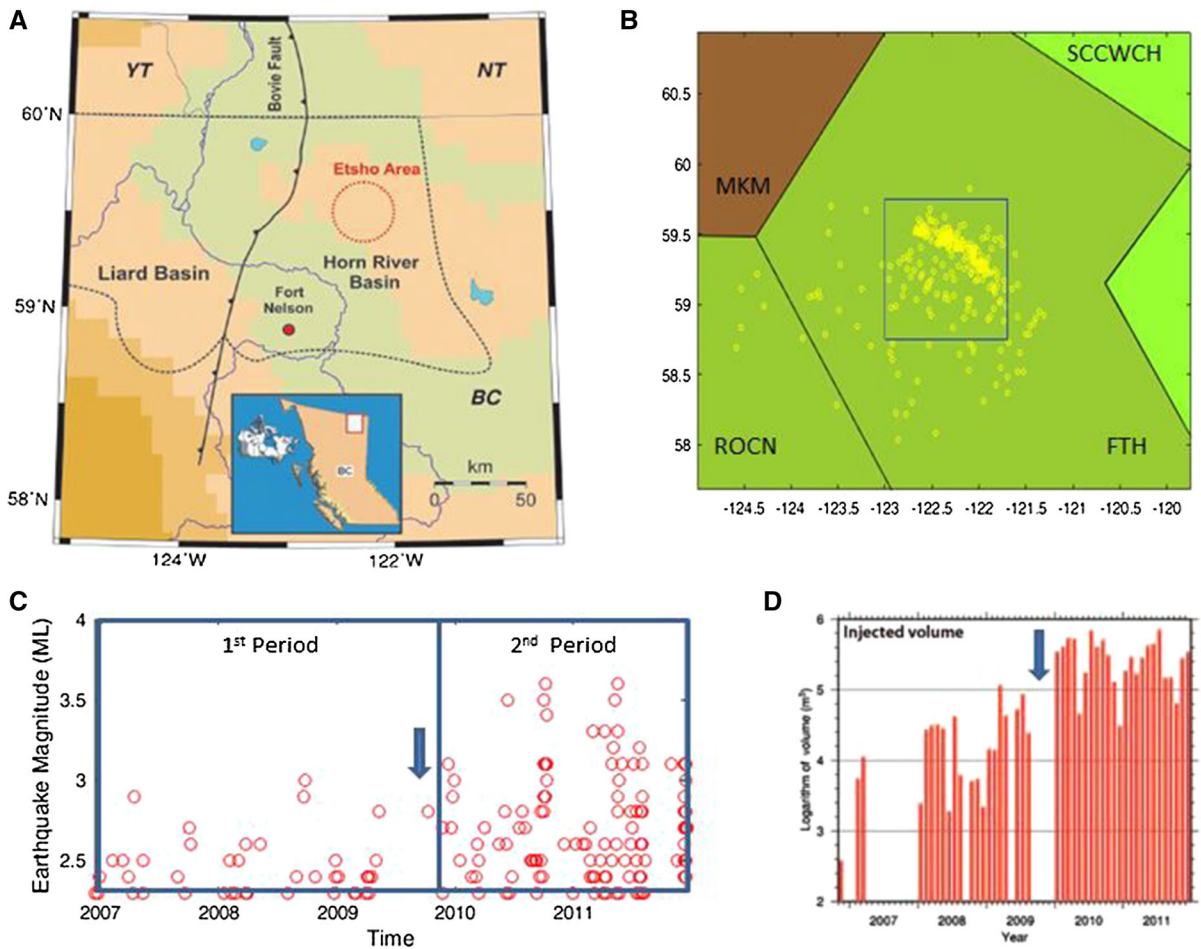 A
YT
Bovie Fault
NT
60°N
Etsho Area
Liard Basin
Horn River
Basin
59°N
Fort
Nelson
BC
BC
km
0 50
58°N
124°W 122°W
B
SCCWCH
60.5
60
MKM
59.5
59
58.5
58
ROCN
FTH
-124.5 -124 -123.5 -123 -122.5 -122 -121.5 -121 -120.5 -120
C
Earthquake Magnitude (ML)
4
1st Period
2nd Period
3.5
3
2.5
2007 2008 2009 2010 2011
Time
D
Injected volume
Logarithm of volume (m³)
6
5
4
3
2
2007 2008 2009 2010 2011
Year